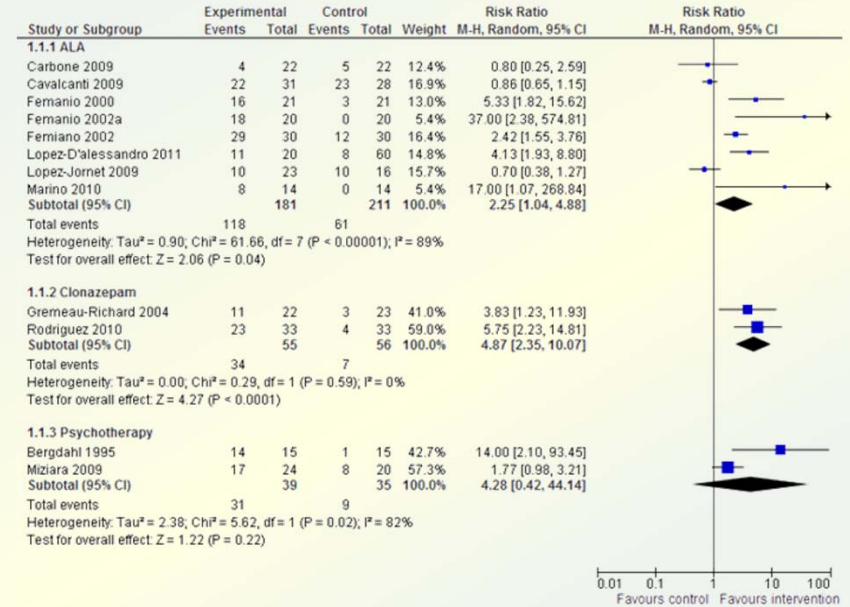 Experimental Control Risk Ratio Risk Ratio
Study or Subgroup Events Total Events Total Weight M-H, Random, 95% CI M-H, Random, 95% CI
1.1.1 ALA
Carbone 2009 4 22 5 22 12.4% 0.80 [0.25, 2.59]
Cavalcanti 2009 22 31 23 28 16.9% 0.86 [0.65, 1.15]
Femanio 2000 16 21 3 21 13.0% 5.33 [1.82, 15.62]
Femanio 2002a 18 20 0 20 5.4% 37.00 [2.38, 574.81]
Femiano 2002 29 30 12 30 16.4% 2.42 [1.55, 3.76]
Lopez-D'alessandro 2011 11 20 8 60 14.8% 4.13 [1.93, 8.80]
Lopez-Jornet 2009 10 23 10 16 15.7% 0.70 [0.38, 1.27]
Marino 2010 8 14 0 14 5.4% 17.00 [1.07, 268.84]
Subtotal (95% CI) 181 211 100.0% 2.25 [1.04, 4.88]
Total events 118 61
Heterogeneity: Tau² = 0.90; Chi² = 61.66, df = 7 (P < 0.00001); I² = 89%
Test for overall effect: Z = 2.06 (P = 0.04)
1.1.2 Clonazepam
Gremeau-Richard 2004 11 22 3 23 41.0% 3.83 [1.23, 11.93]
Rodriguez 2010 23 33 4 33 59.0% 5.75 [2.23, 14.81]
Subtotal (95% CI) 55 56 100.0% 4.87 [2.35, 10.07]
Total events 34 7
Heterogeneity: Tau² = 0.00; Chi² = 0.29, df = 1 (P = 0.59); I² = 0%
Test for overall effect: Z = 4.27 (P < 0.0001)
1.1.3 Psychotherapy
Bergdahl 1995 14 15 1 15 42.7% 14.00 [2.10, 93.45]
Miziara 2009 17 24 8 20 57.3% 1.77 [0.98, 3.21]
Subtotal (95% CI) 39 35 100.0% 4.28 [0.42, 44.14]
Total events 31 9
Heterogeneity: Tau² = 2.38; Chi² = 5.62, df = 1 (P = 0.02); I² = 82%
Test for overall effect: Z = 1.22 (P = 0.22)
0.01 0.1 1 10 100
Favours control Favours intervention